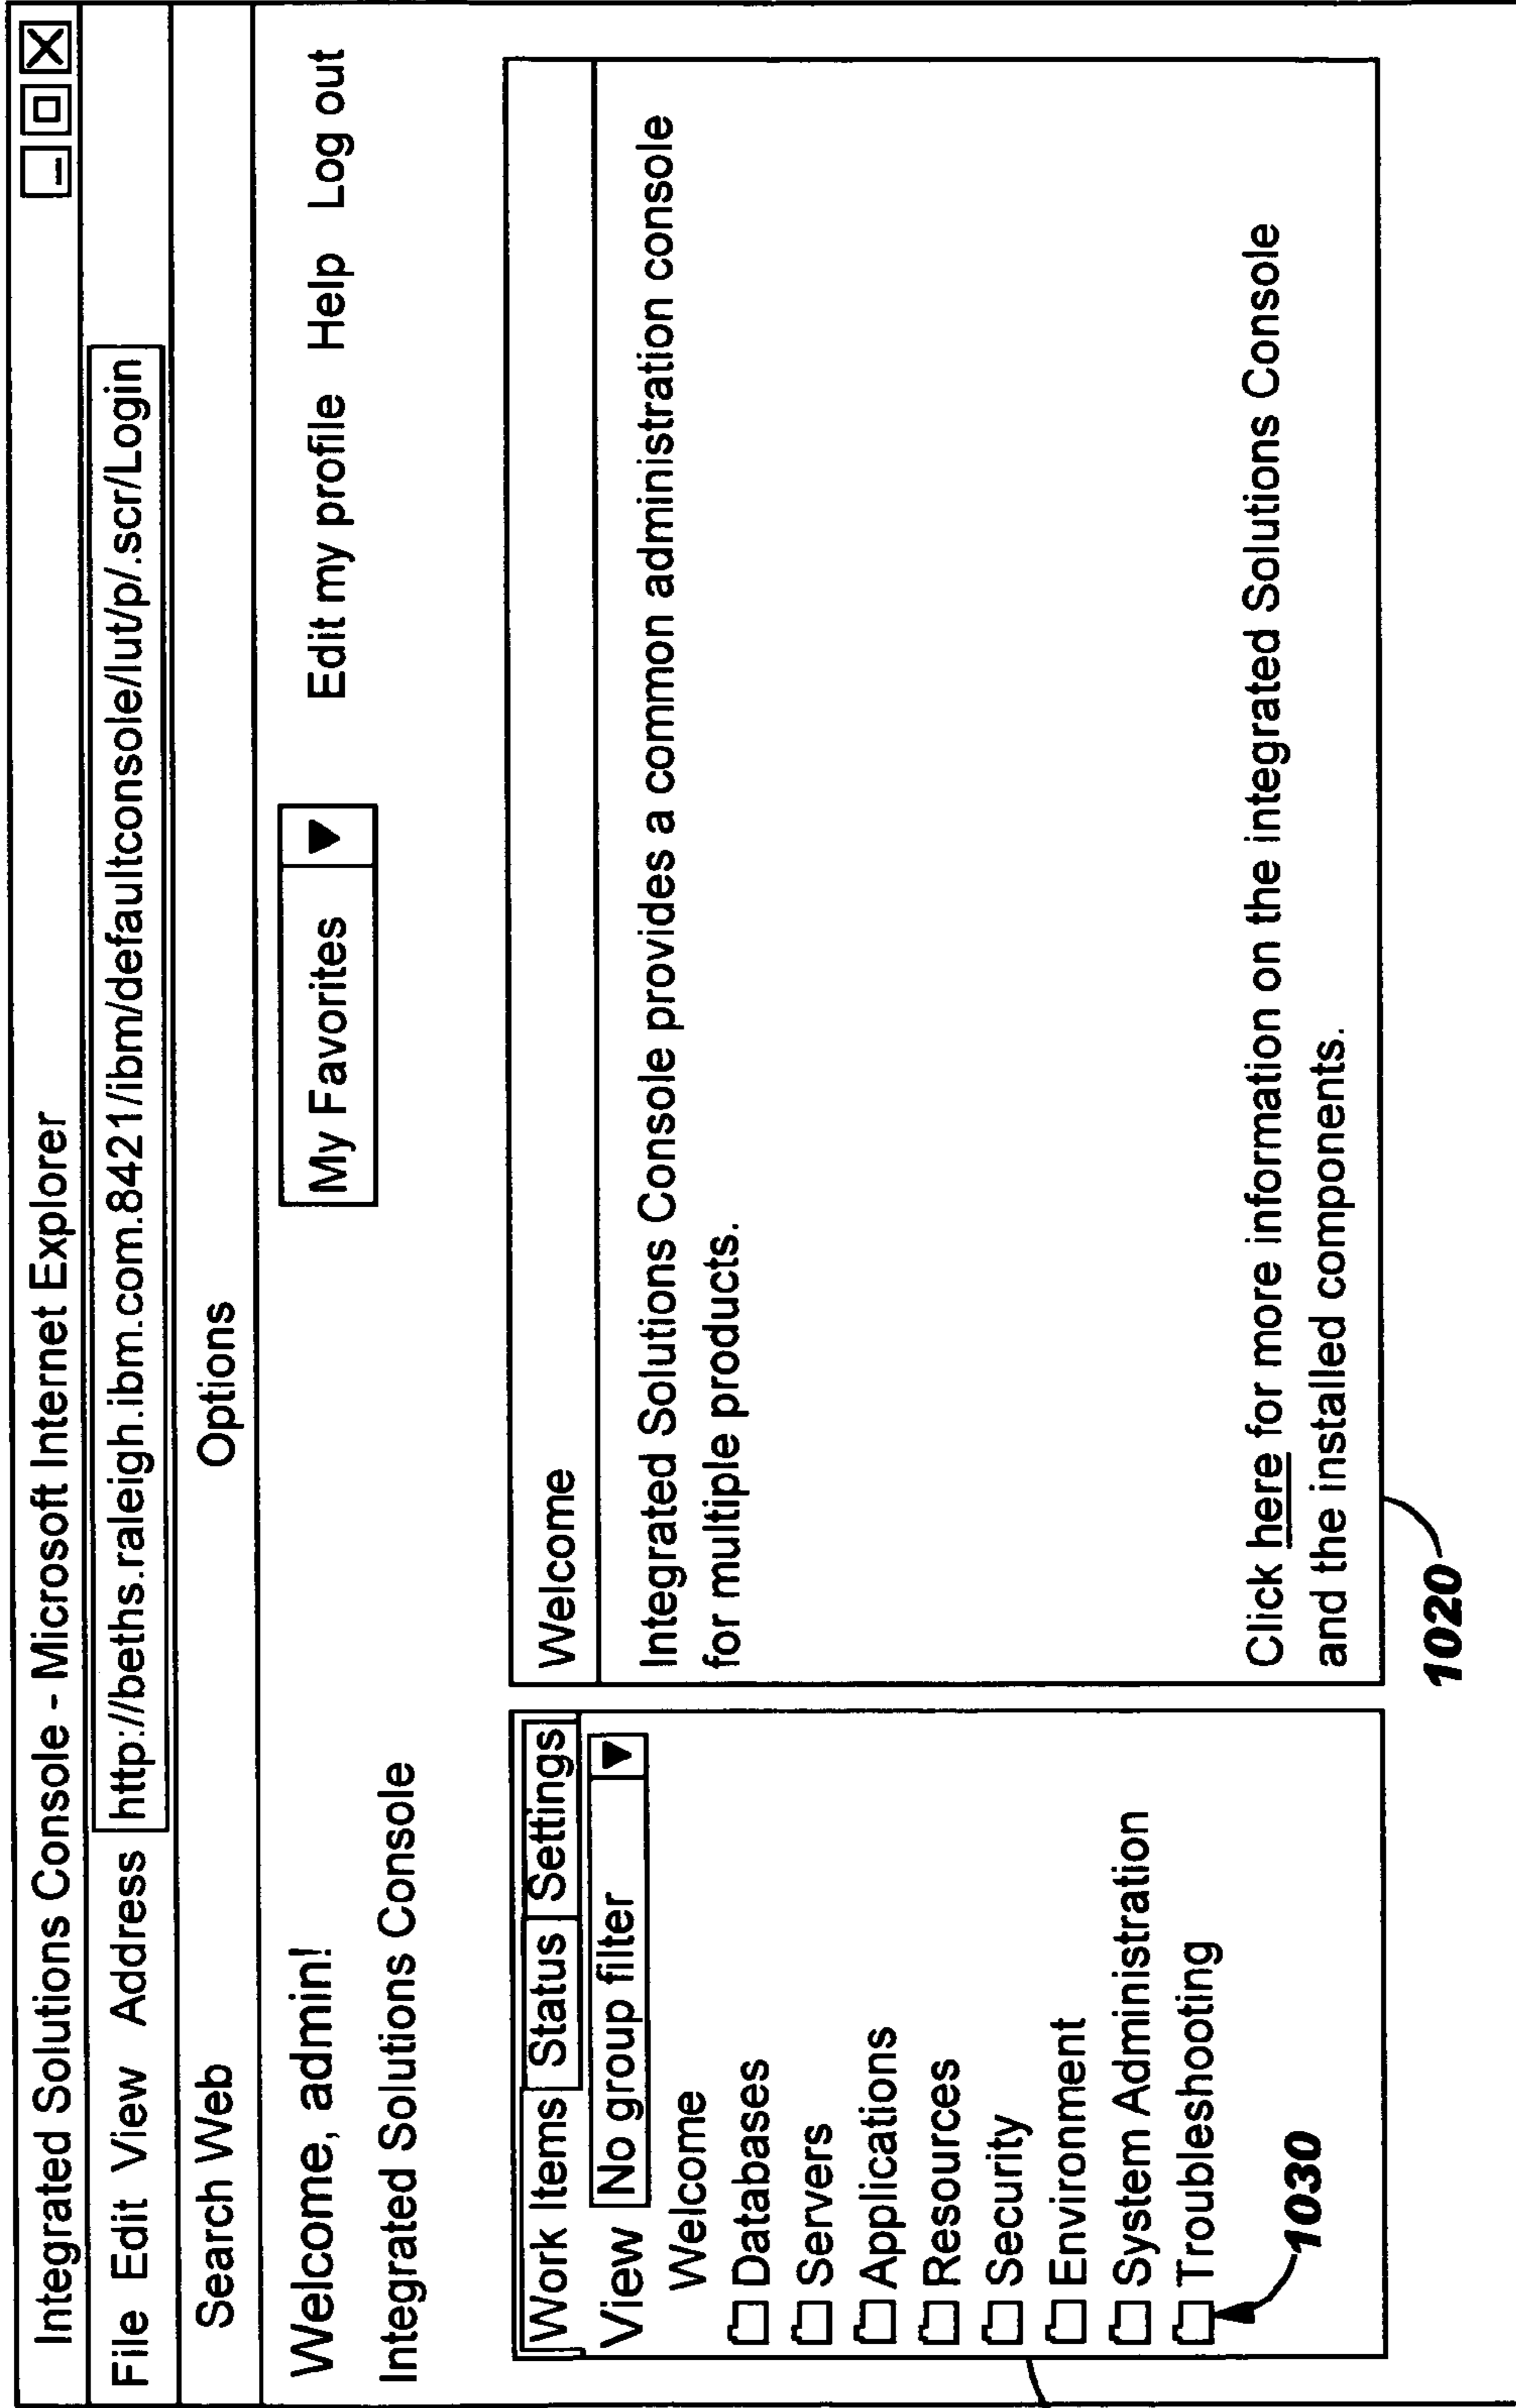 Integrated Solutions Console - Microsoft Internet Explorer
File Edit View Address http://beths.raleigh.ibm.com.8421/ibm/defaultconsole/lut/p/.scr/Login
Search Web Options
Welcome, admin! My Favorites Edit my profile Help Log out
Integrated Solutions Console
Work Items Status Settings
View No group filter
Welcome
Databases
Servers
Applications
Resources
Security
Environment
System Administration
Troubleshooting
1030
Welcome
Integrated Solutions Console provides a common administration console
for multiple products.
Click here for more information on the integrated Solutions Console
and the installed components.
1020